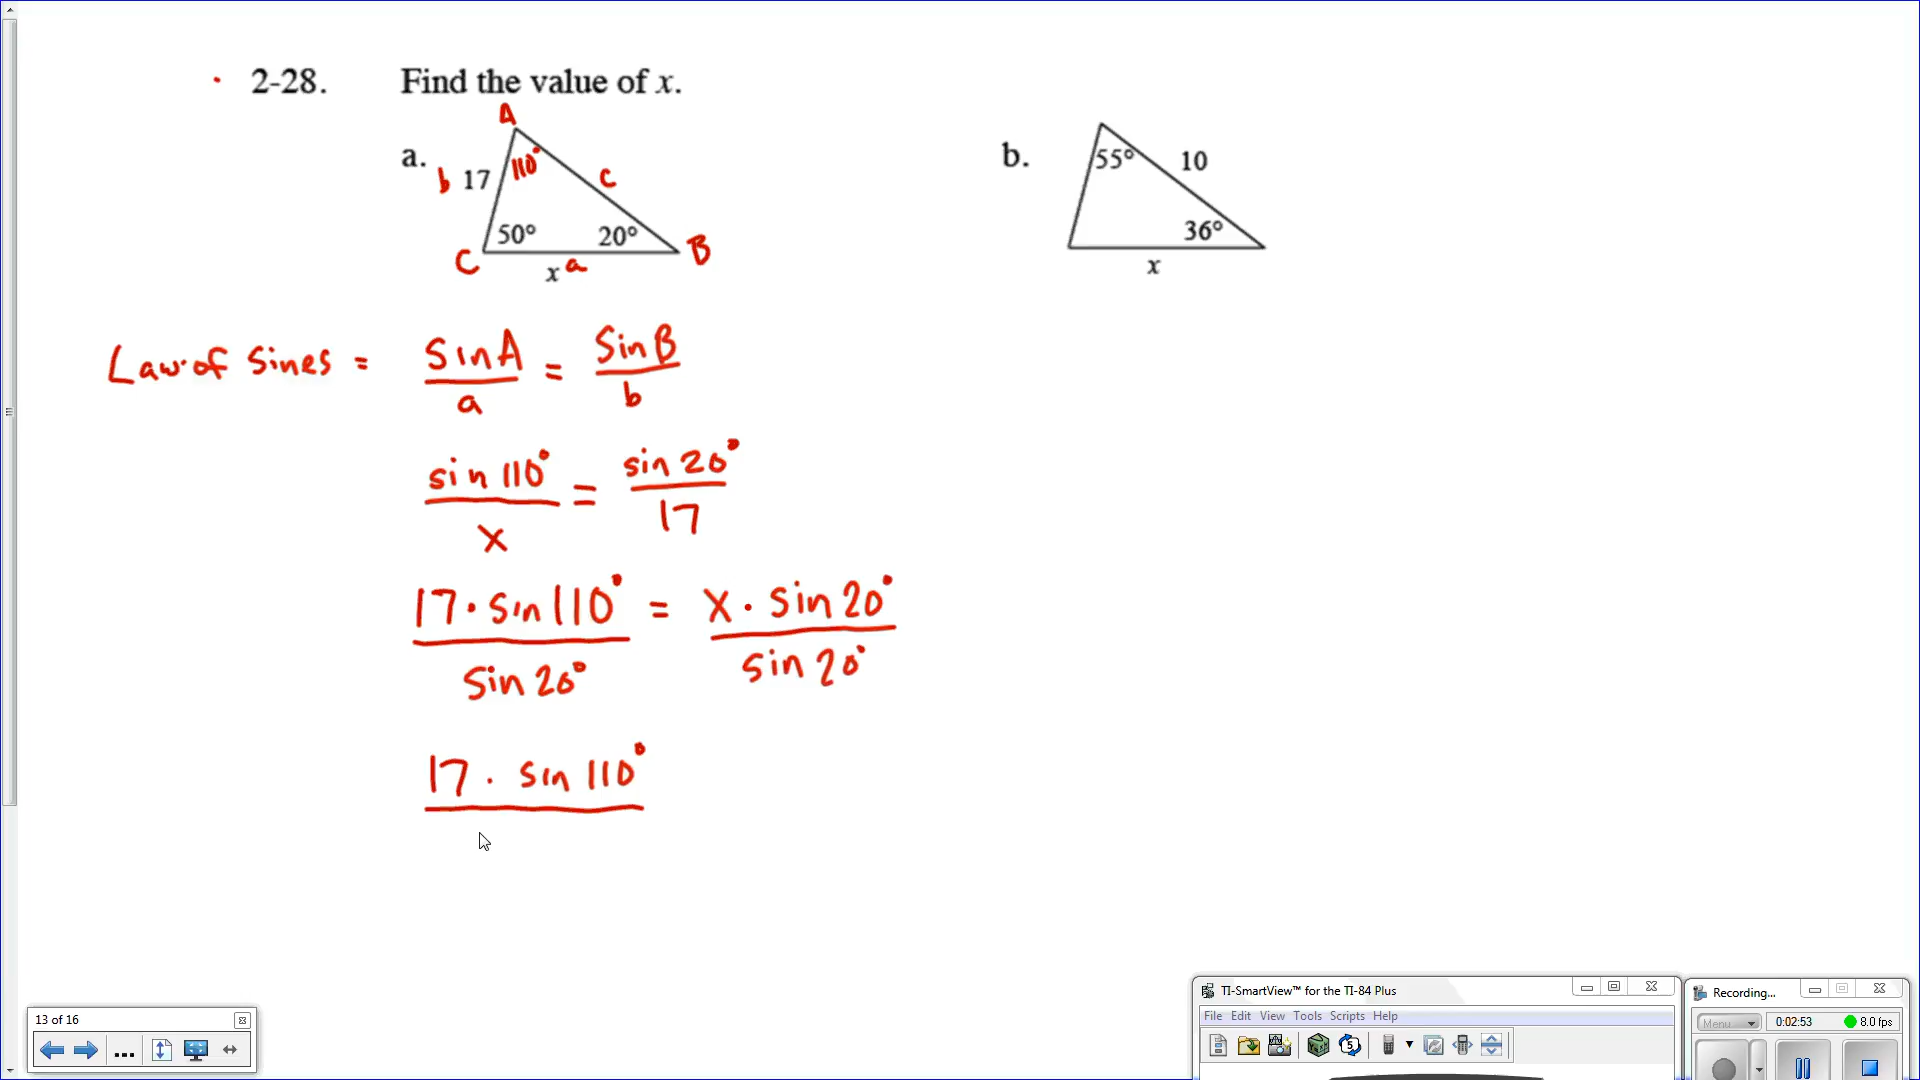 2-28. Find the value of x.
A
a. b 17 110° c
50° 20°
C x a B
b. 55° 10
36°
x
Law of Sines = sinA / a = sinB / b
sin 110° / x = sin 20° / 17
17 · sin 110° / sin 20° = x · sin 20° / sin 20°
17 · sin 110°
13 of 16
...
TI-SmartView™ for the TI-84 Plus
File Edit View Tools Scripts Help
Recording...
Menu 0:02:53 8.0 fps